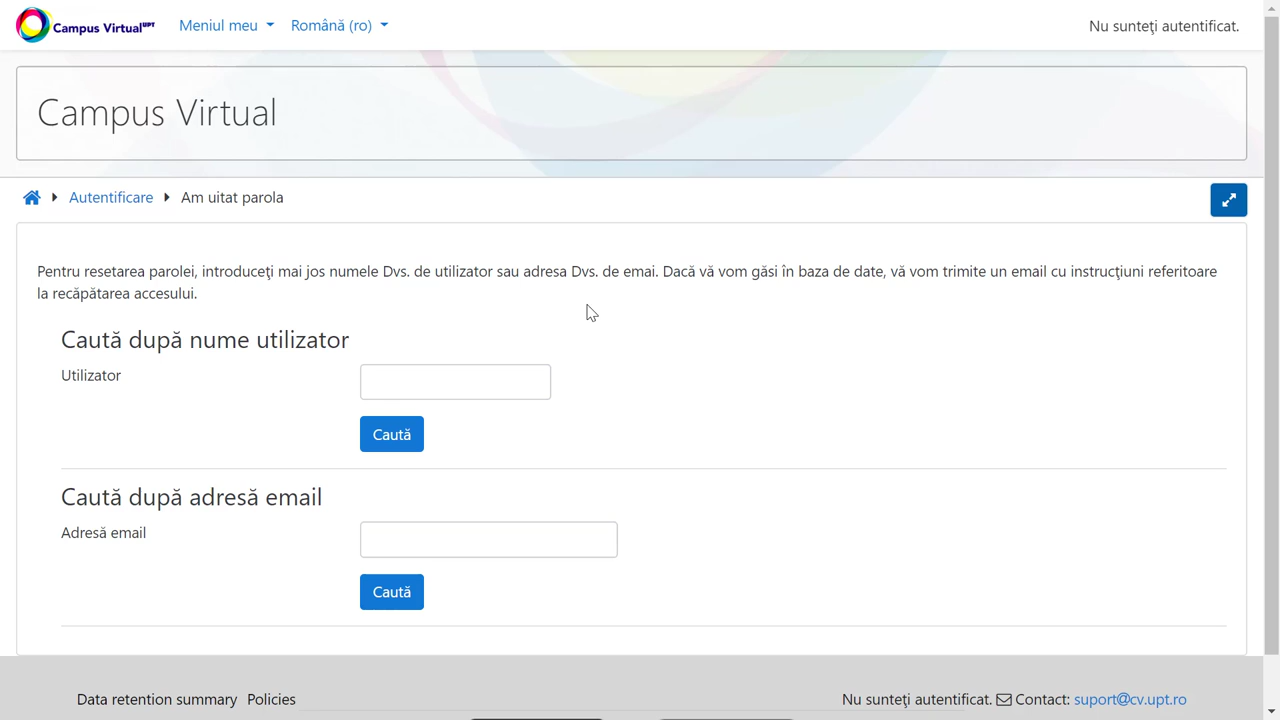 Campus Virtual UPT Meniul meu Română (ro) Nu sunteţi autentificat.
Campus Virtual
Autentificare Am uitat parola
Pentru resetarea parolei, introduceţi mai jos numele Dvs. de utilizator sau adresa Dvs. de emai. Dacă vă vom găsi în baza de date, vă vom trimite un email cu instrucţiuni referitoare
la recăpătarea accesului.
Caută după nume utilizator
Utilizator
Caută
Caută după adresă email
Adresă email
Caută
Data retention summary Policies Nu sunteţi autentificat. Contact: suport@cv.upt.ro